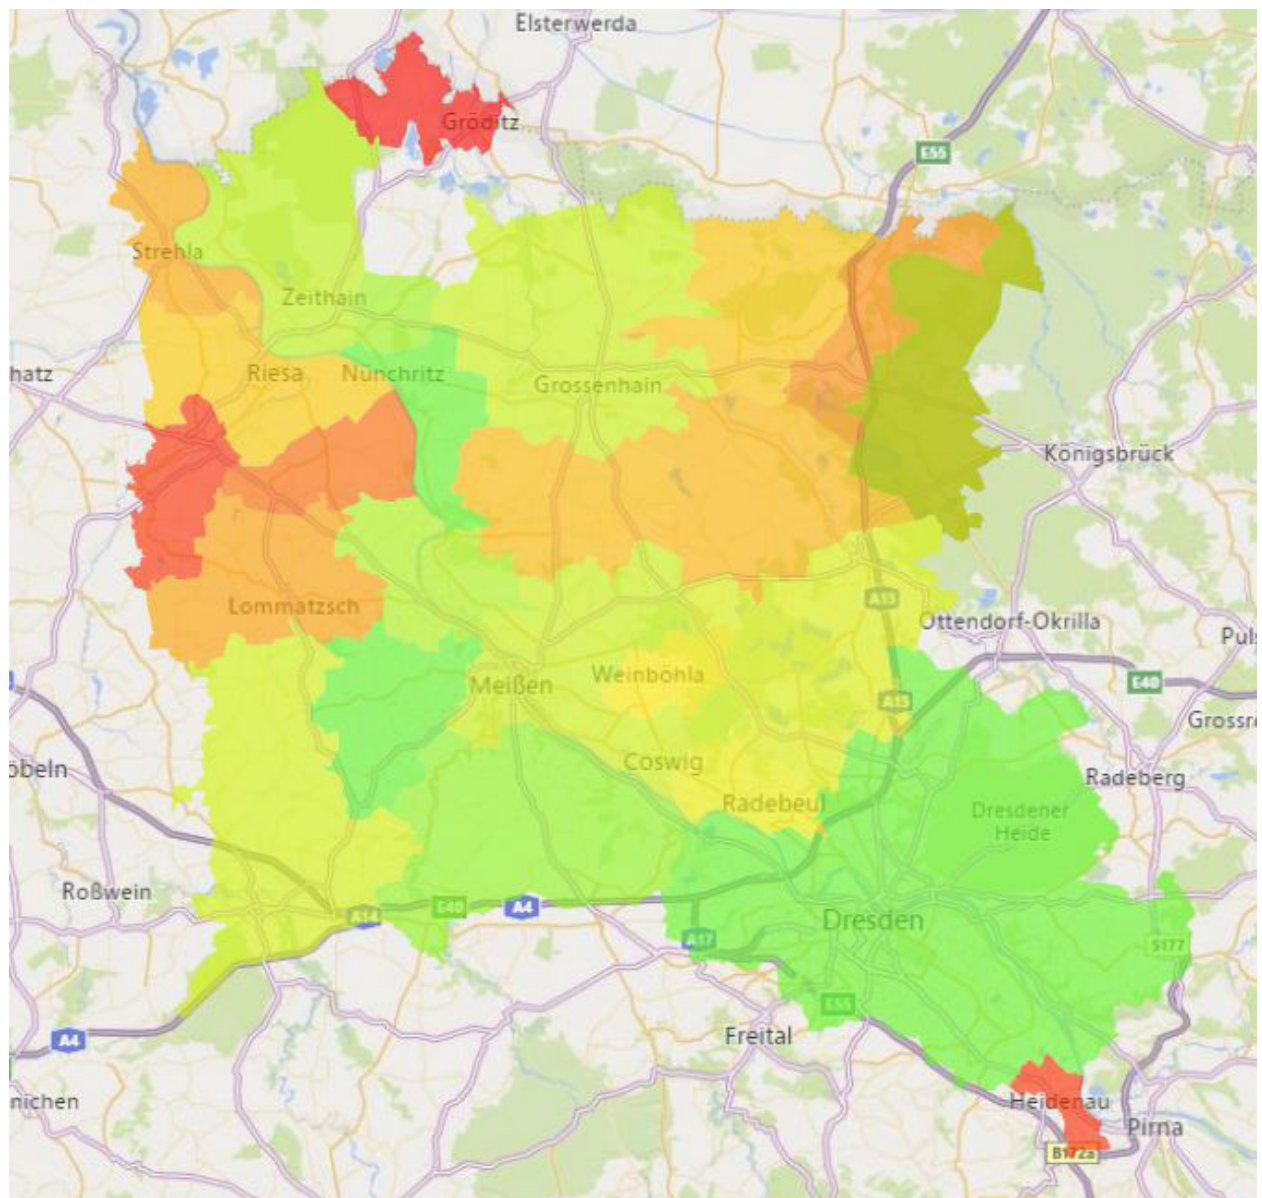 Elsterwerda
Gröditz
E55
Strehla
Zeithain
hatz
Riesa
Nünchritz
Grossenhain
Königsbrück
Lommatzsch
A13
Ottendorf-Okrilla
Puls
Meißen
Weinböhla
E40
A13
Grossrö
öbeln
Coswig
Radeberg
Radebeul
Dresdener
Heide
Roßwein
E40
A4
A14
Dresden
A17
S177
E55
Freital
A4
nichen
Heidenau
Pirna
B172a